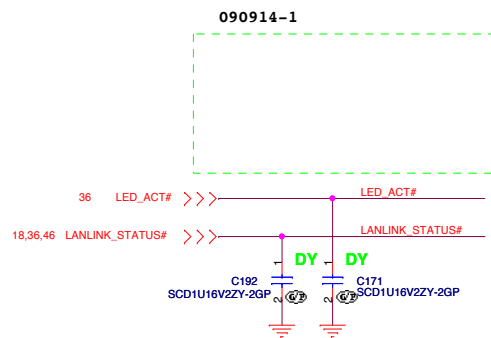 090914-1
36 LED_ACT# LED_ACT#
18,36,46 LANLINK_STATUS# LANLINK_STATUS#
DY DY
1 1
C192 C171
SCD1U16V2ZY-2GP SCD1U16V2ZY-2GP
2 G/P 2 G/P